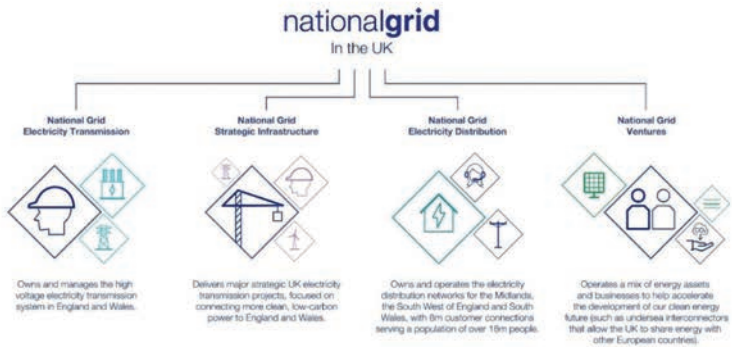 nationalgrid
In the UK
National Grid
Electricity Transmission
National Grid
Strategic Infrastructure
National Grid
Electricity Distribution
National Grid
Ventures
Owns and manages the high
voltage electricity transmission
system in England and Wales.
Delivers major strategic UK electricity
transmission projects, focused on
connecting more clean, low-carbon
power to England and Wales.
Owns and operates the electricity
distribution networks for the Midlands,
the South West of England and South
Wales, with 8m customer connections
serving a population of over 18m people.
Operates a mix of energy assets
and businesses to help accelerate
the development of our clean energy
future (such as undersea interconnectors
that allow the UK to share energy with
other European countries).